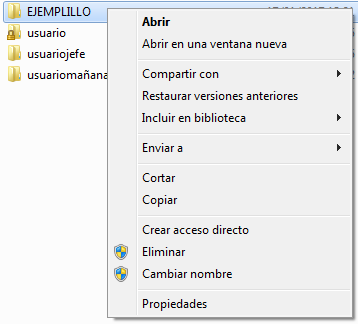 EJEMPLILLO
usuario
usuariojefe
usuariomañana
Abrir
Abrir en una ventana nueva
Compartir con
Restaurar versiones anteriores
Incluir en biblioteca
Enviar a
Cortar
Copiar
Crear acceso directo
Eliminar
Cambiar nombre
Propiedades